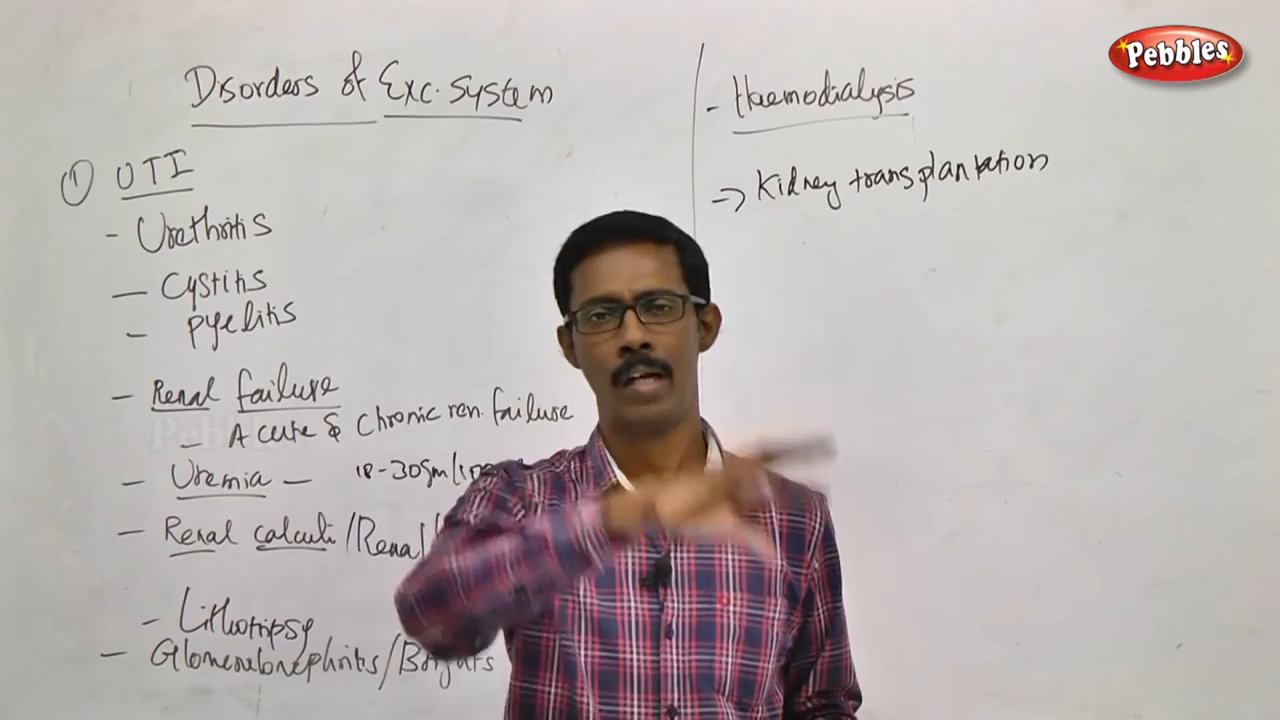 Pebbles
Disorders of Exc. System
① UTI
- Urethritis
- Cystitis
- Pyelitis
- Renal failure
- Acute & Chronic ren. failure
- Uremia - 18-30gm/
- Renal calculi/Renal
- Lithotripsy
- Glomerulonephritis/Brights
- Haemodialysis
-> Kidney transplantation